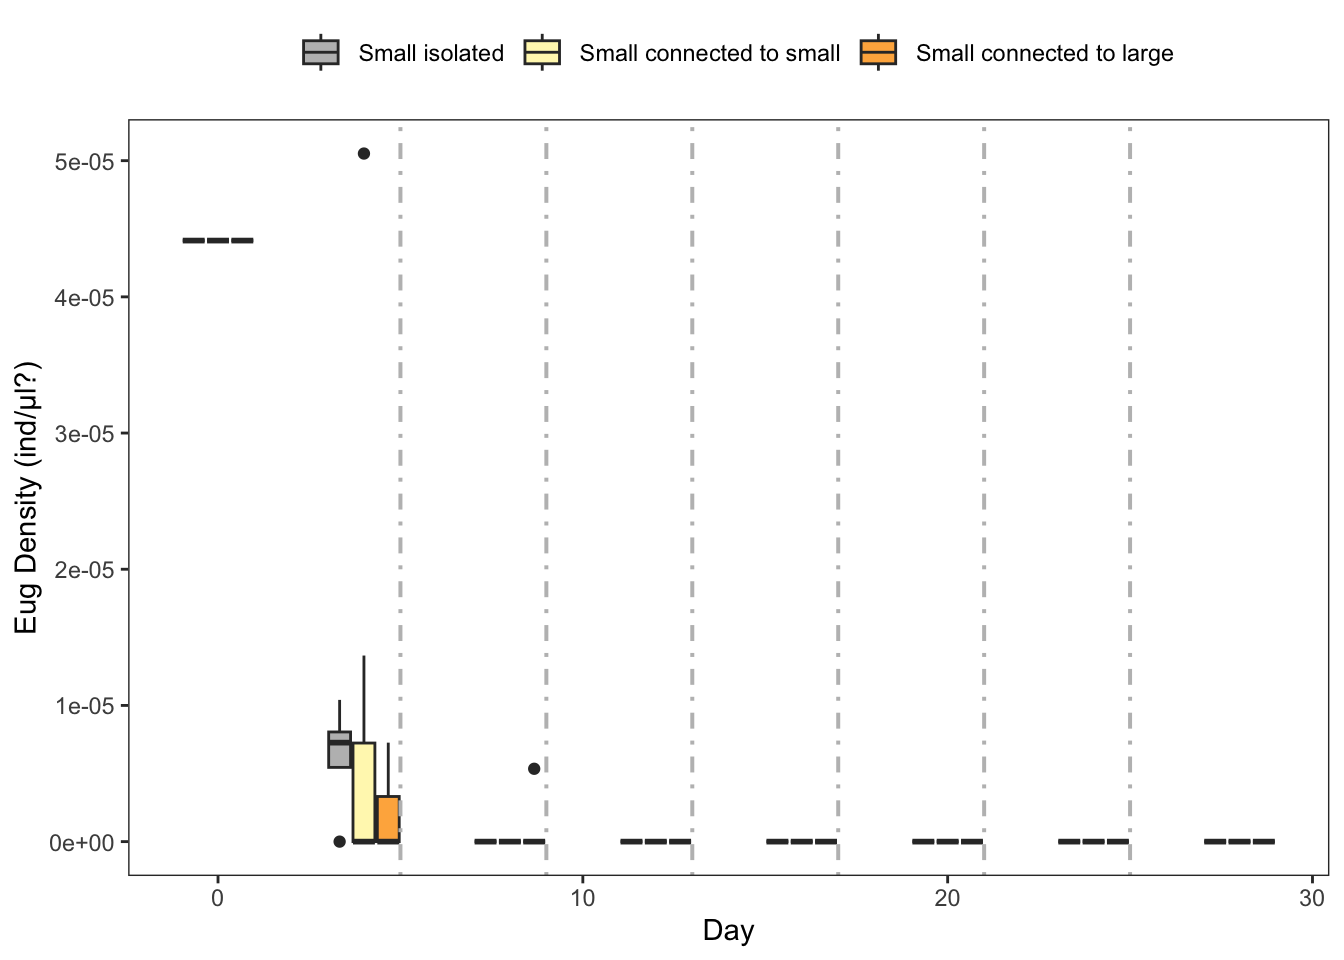 Small isolated Small connected to small Small connected to large
5e-05
4e-05
3e-05
2e-05
1e-05
0e+00
Eug Density (ind/μl?)
0 10 20 30
Day